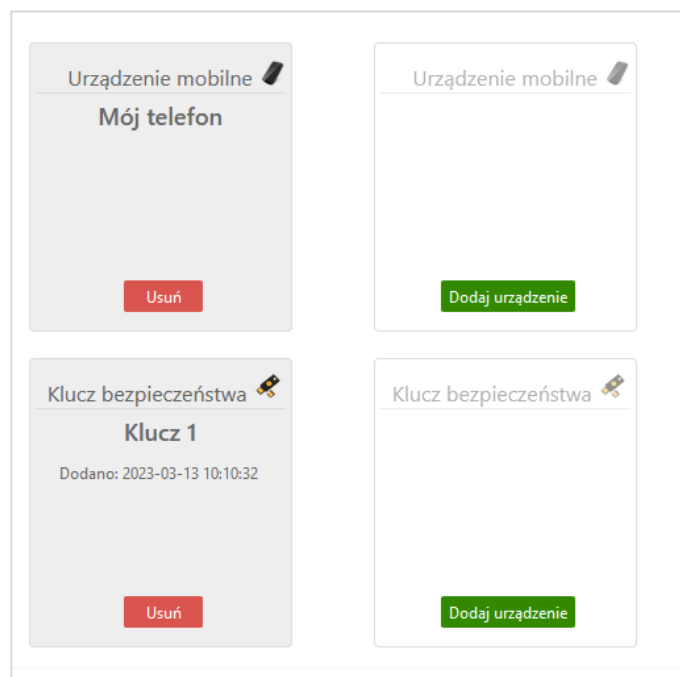 Urządzenie mobilne
Mój telefon
Usuń
Urządzenie mobilne
Dodaj urządzenie
Klucz bezpieczeństwa
Klucz 1
Dodano: 2023-03-13 10:10:32
Usuń
Klucz bezpieczeństwa
Dodaj urządzenie